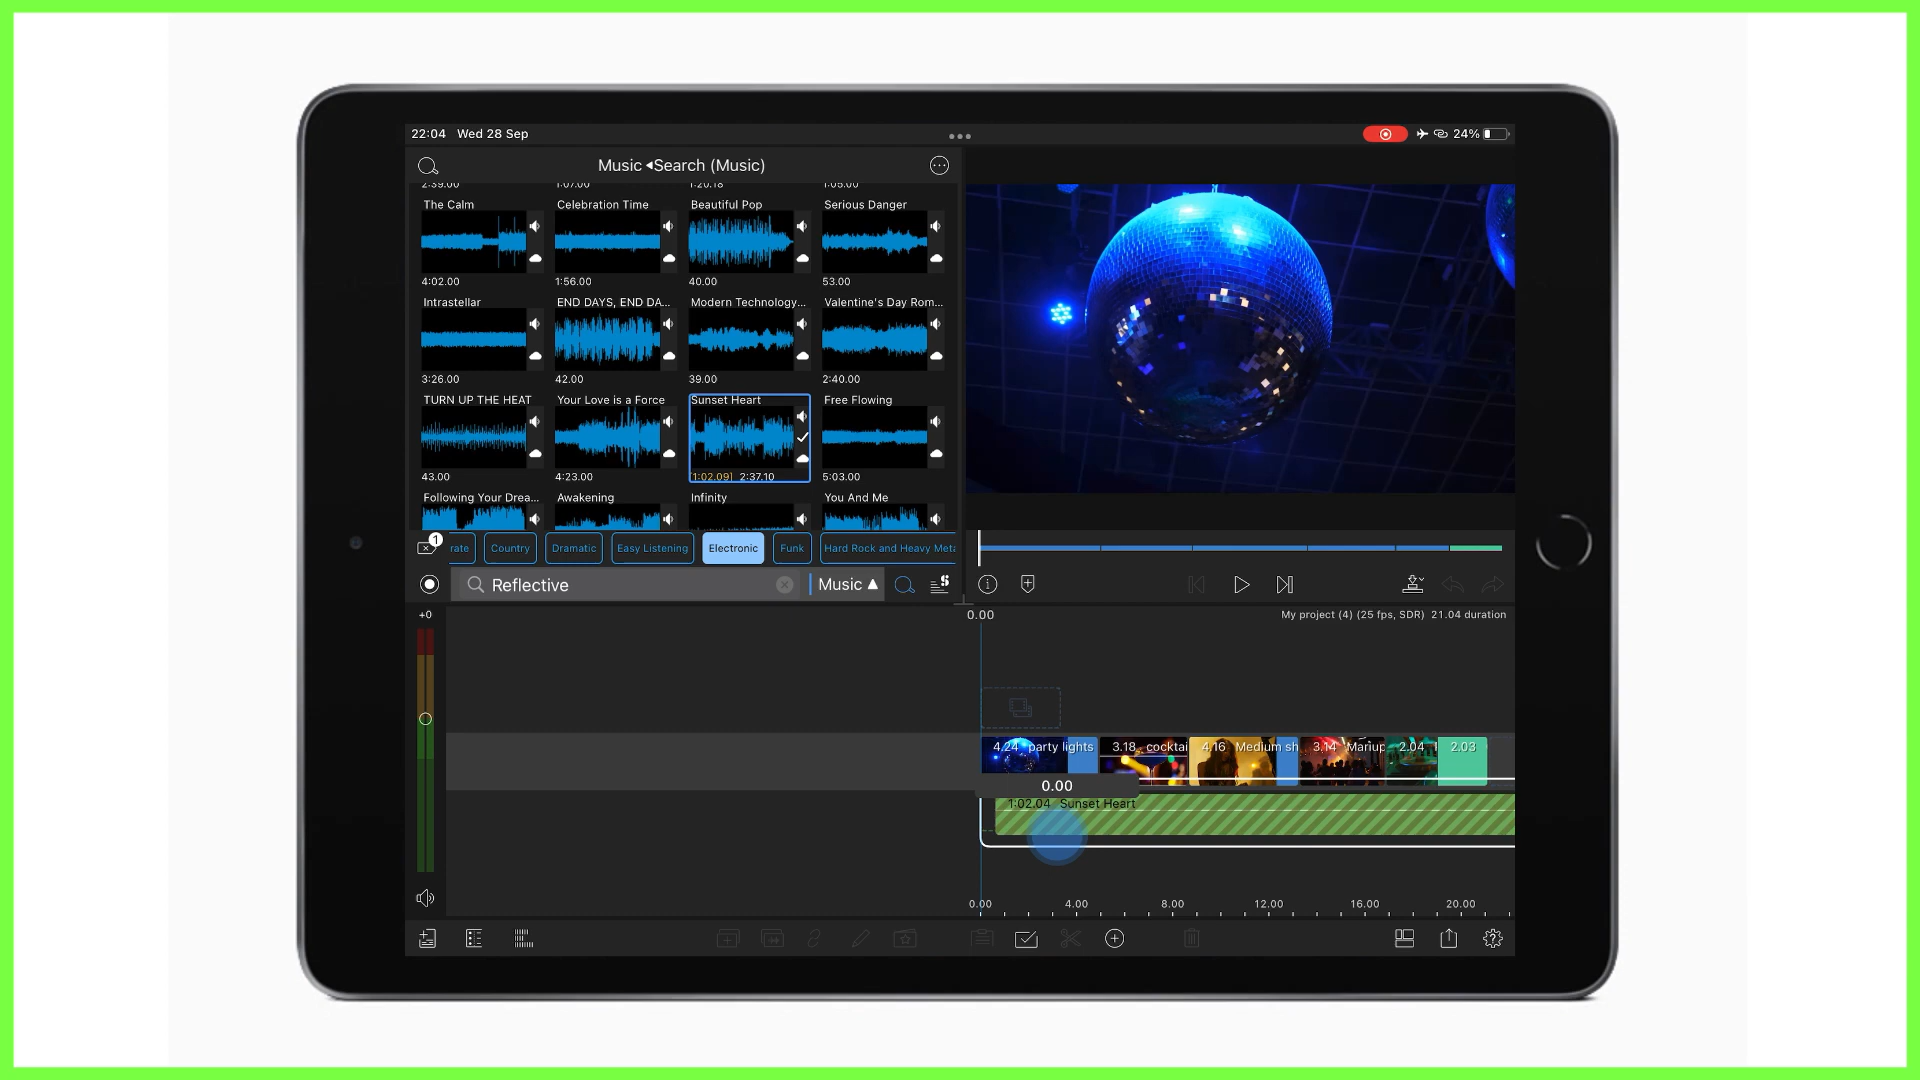 22:04 Wed 28 Sep
24%
Music ◂Search (Music)
2:39.00 1:07.00 1:20.18 1:05.00
The Calm Celebration Time Beautiful Pop Serious Danger
4:02.00 1:56.00 40.00 53.00
Intrastellar END DAYS, END DA... Modern Technology... Valentine's Day Rom...
3:26.00 42.00 39.00 2:40.00
TURN UP THE HEAT Your Love is a Force Sunset Heart Free Flowing
43.00 4:23.00 [1:02.09] 2:37.10 5:03.00
Following Your Drea... Awakening Infinity You And Me
1 rate Country Dramatic Easy Listening Electronic Funk Hard Rock and Heavy Meta
Reflective Music ▲
+0 0.00 My project (4) (25 fps, SDR) 21.04 duration
4.24 party lights 3.18 cocktai 4.16 Medium sh 3.14 Mariup 2.04 2.03
0.00
1:02.04 Sunset Heart
0.00 4.00 8.00 12.00 16.00 20.00